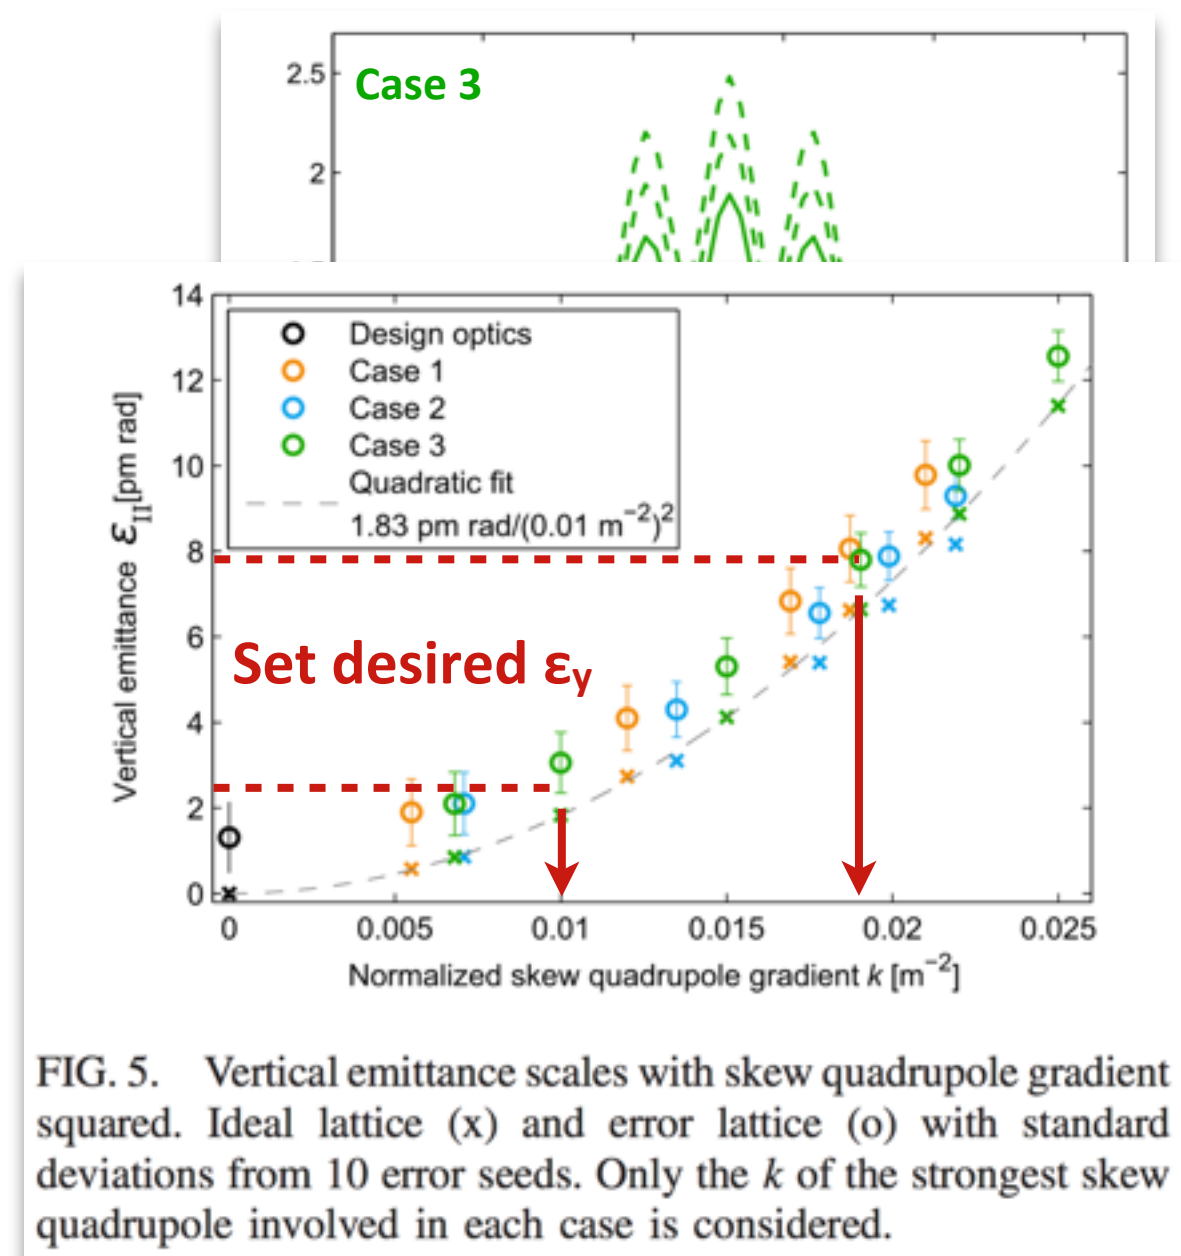 2.5
Case 3
2
14
12
10
8
6
4
2
0
Vertical emittance ε_II [pm rad]
Design optics
Case 1
Case 2
Case 3
Quadratic fit
1.83 pm rad/(0.01 m⁻²)²
Set desired εy
0 0.005 0.01 0.015 0.02 0.025
Normalized skew quadrupole gradient k [m⁻²]
FIG. 5. Vertical emittance scales with skew quadrupole gradient
squared. Ideal lattice (x) and error lattice (o) with standard
deviations from 10 error seeds. Only the k of the strongest skew
quadrupole involved in each case is considered.